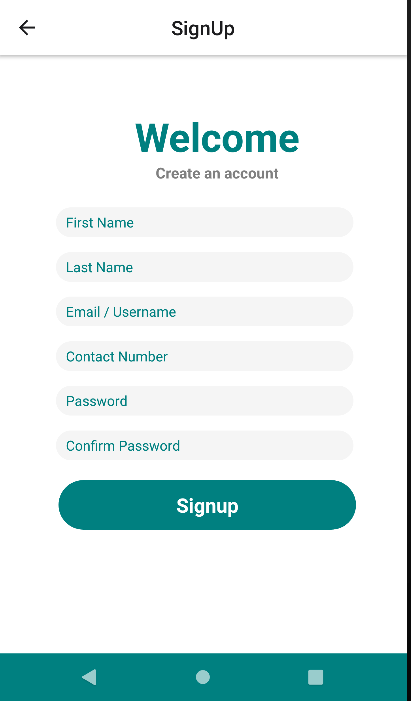 SignUp
Welcome
Create an account
First Name
Last Name
Email / Username
Contact Number
Password
Confirm Password
Signup